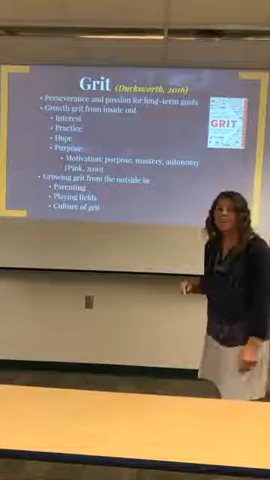 Grit (Duckworth, 2016)
• Perseverance and passion for long-term goals
• Growth grit from inside out
• Interest
• Practice
• Hope
• Purpose
• Motivation: purpose, mastery, autonomy
(Pink, 2010)
• Growing grit from the outside in
• Parenting
• Playing fields
• Culture of grit
GRIT